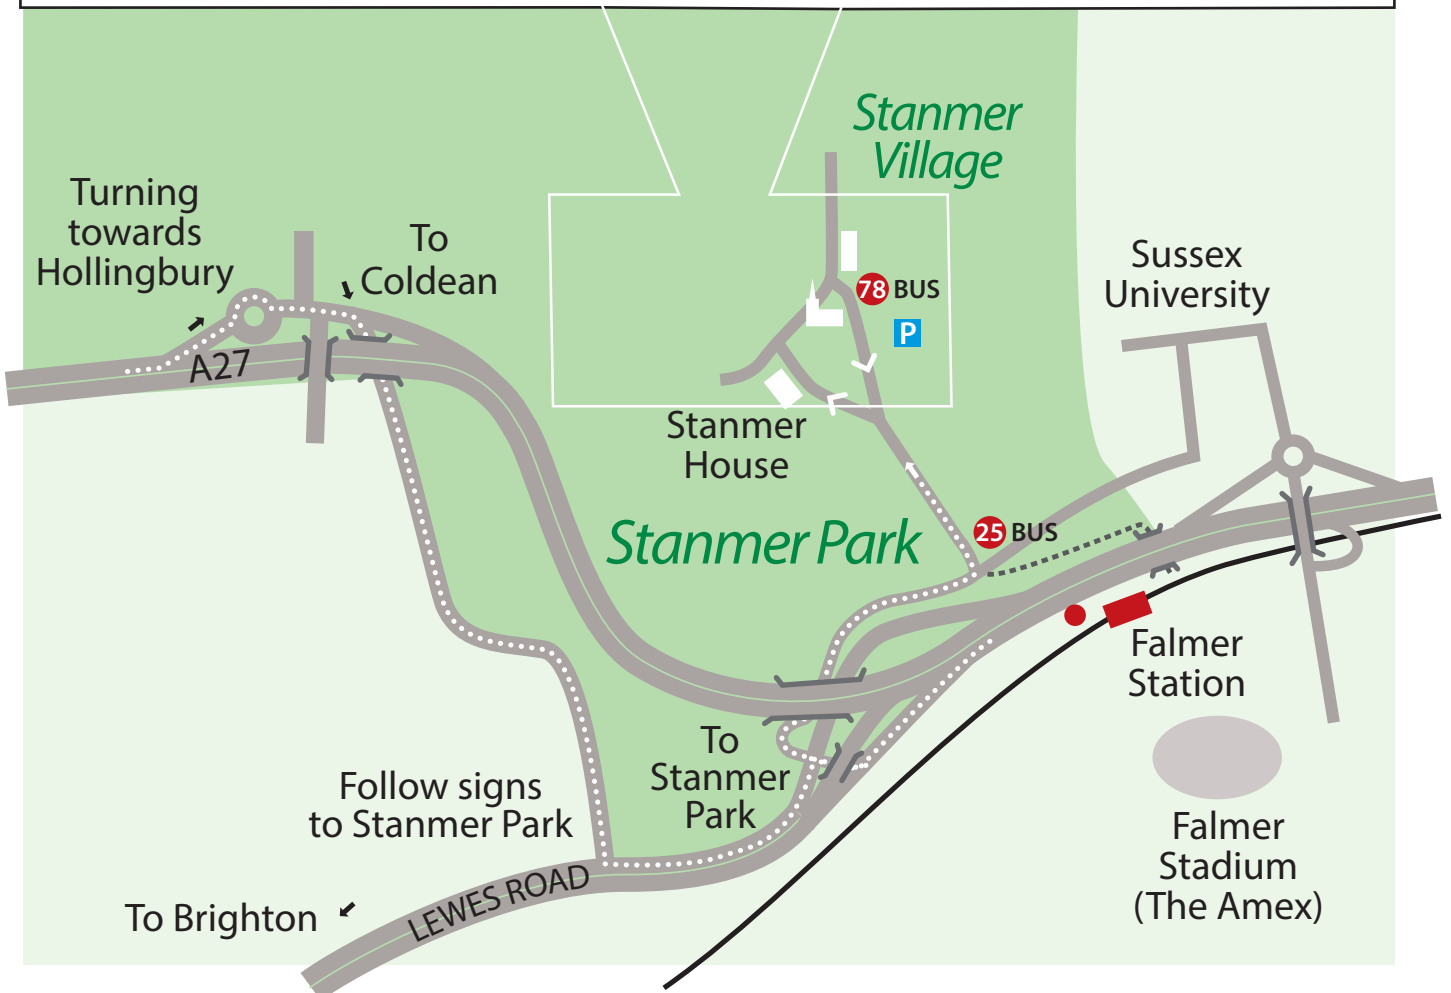 Stanmer
Village
Turning
towards
Hollingbury
To
Coldean
Sussex
University
78 BUS
P
A27
Stanmer
House
Stanmer Park
25 BUS
Falmer
Station
To
Stanmer
Park
Follow signs
to Stanmer Park
Falmer
Stadium
(The Amex)
LEWES ROAD
To Brighton